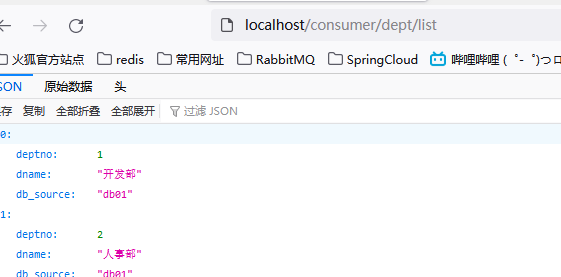 localhost/consumer/dept/list
火狐官方站点 redis 常用网址 RabbitMQ SpringCloud 哔哩哔哩 ( ゜- ゜)つロ
JSON 原始数据 头
保存 复制 全部折叠 全部展开 过滤 JSON
0:
deptno: 1
dname: "开发部"
db_source: "db01"
1:
deptno: 2
dname: "人事部"
db_source: "db01"